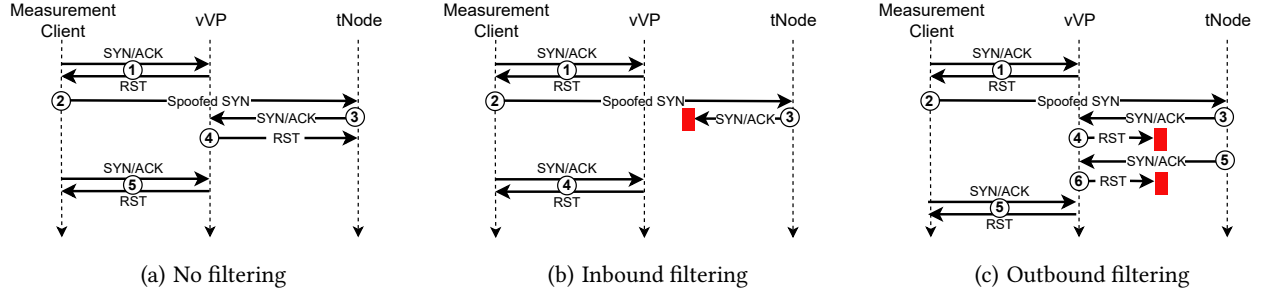 Measurement
Client
vVP
tNode
SYN/ACK
1
RST
2
Spoofed SYN
SYN/ACK
3
4
RST
SYN/ACK
5
RST
(a) No filtering
Measurement
Client
vVP
tNode
SYN/ACK
1
RST
2
Spoofed SYN
SYN/ACK
3
SYN/ACK
4
RST
(b) Inbound filtering
Measurement
Client
vVP
tNode
SYN/ACK
1
RST
2
Spoofed SYN
SYN/ACK
3
4
RST
SYN/ACK
5
6
RST
SYN/ACK
5
RST
(c) Outbound filtering